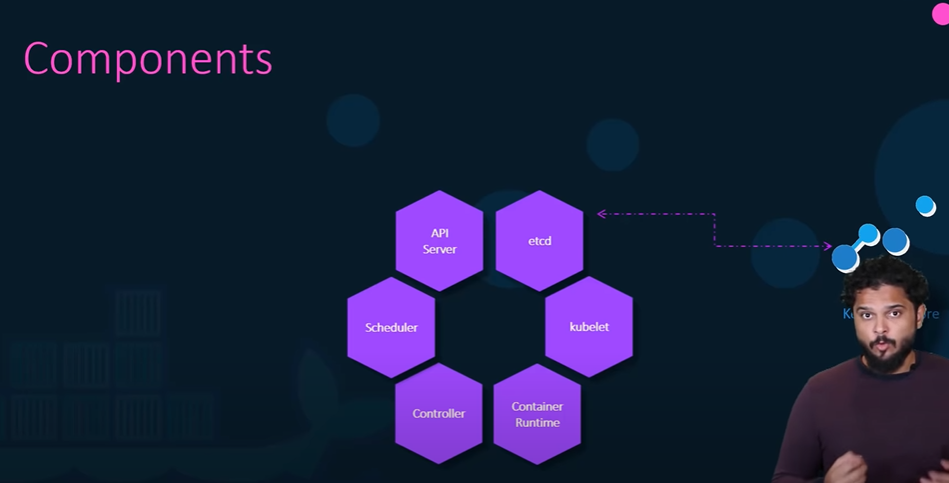 Components
API
Server
etcd
Scheduler
kubelet
Controller
Container
Runtime